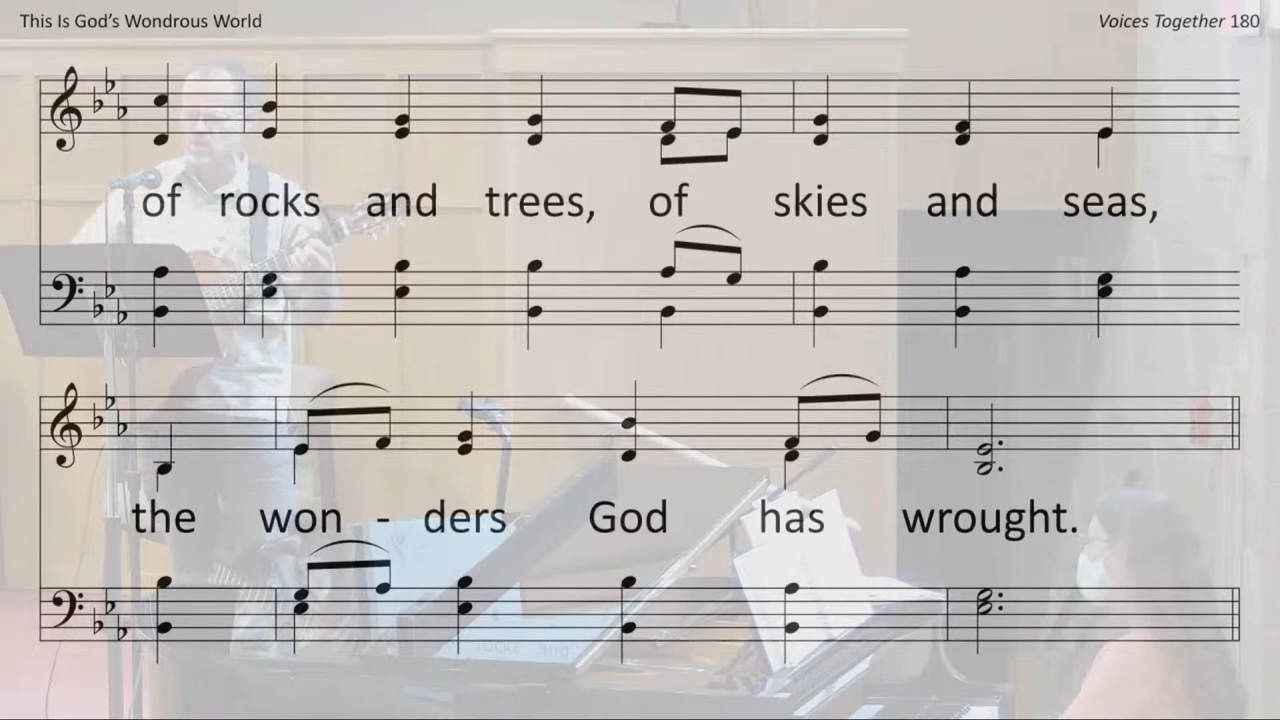 This Is God's Wondrous World
Voices Together 180
of rocks and trees, of skies and seas,
the won - ders God has wrought.